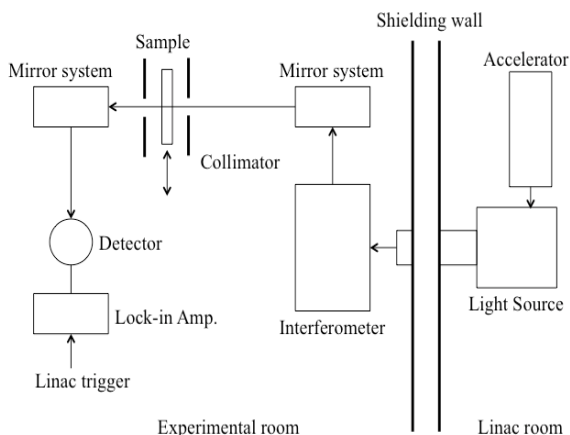 Shielding wall
Sample
Accelerator
Mirror system
Mirror system
Collimator
Detector
Light Source
Lock-in Amp.
Interferometer
Linac trigger
Experimental room
Linac room